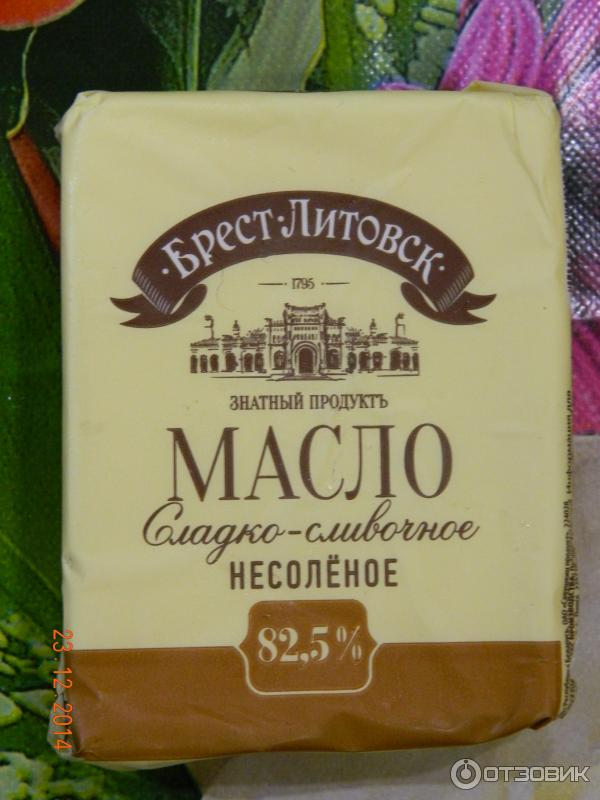 ·Брест·Литовск·
1795
ЗНАТНЫЙ ПРОДУКТЪ
МАСЛО
Сладко-сливочное
НЕСОЛЁНОЕ
82,5%
23 12 2014
ОТЗОВИК